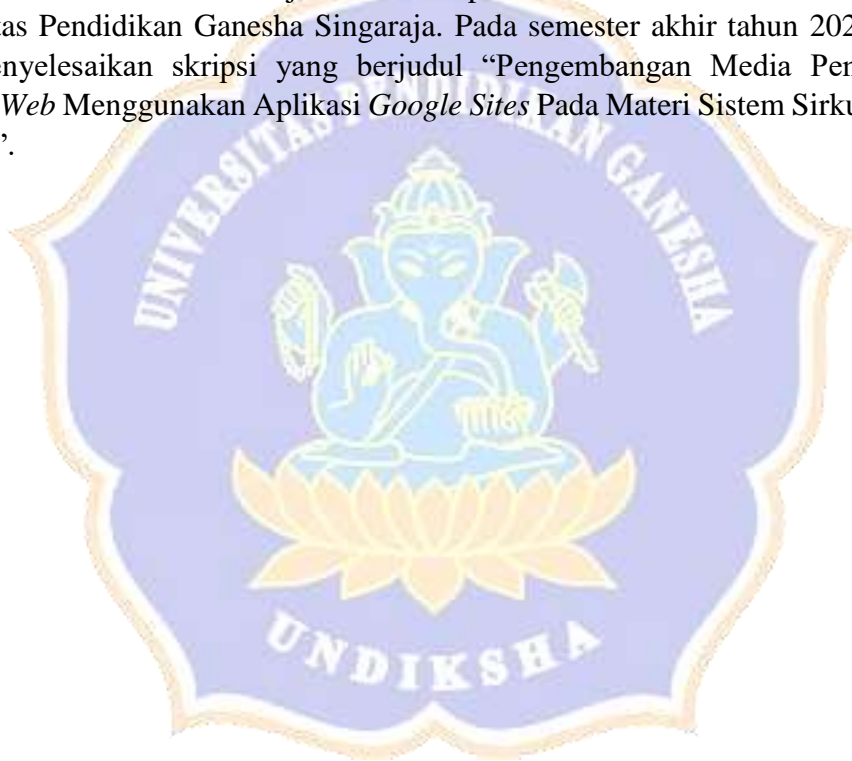 tas Pendidikan Ganesha Singaraja. Pada semester akhir tahun 202
enyelesaikan skripsi yang berjudul “Pengembangan Media Pen
Web Menggunakan Aplikasi Google Sites Pada Materi Sistem Sirku
”.
UNIVERSITAS PENDIDIKAN GANESHA
UNDIKSHA